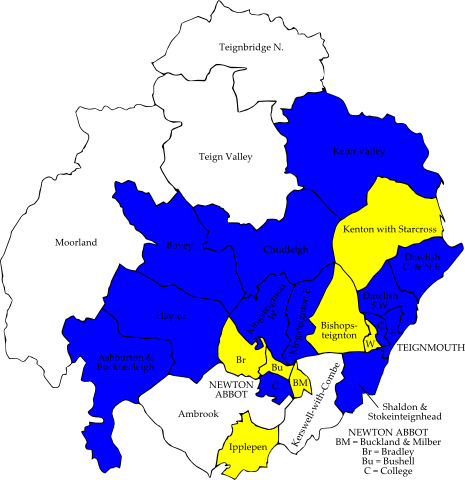 Teignbridge N.
Kenn Valley
Teign Valley
Kenton with Starcross
Moorland
Bovey
Chudleigh
Dawlish
C. & N.E.
Dawlish
S.W.
Haytor
Kingsteignton
W
Kingsteignton E
Bishops-
teignton
C
E
W
TEIGNMOUTH
Ashburton &
Buckfastleigh
Br
Bu
NEWTON
ABBOT
C
BM
Ambrook
Kerswell-with-Combe
Shaldon &
Stokeinteignhead
Ipplepen
NEWTON ABBOT
BM = Buckland & Milber
Br = Bradley
Bu = Bushell
C = College